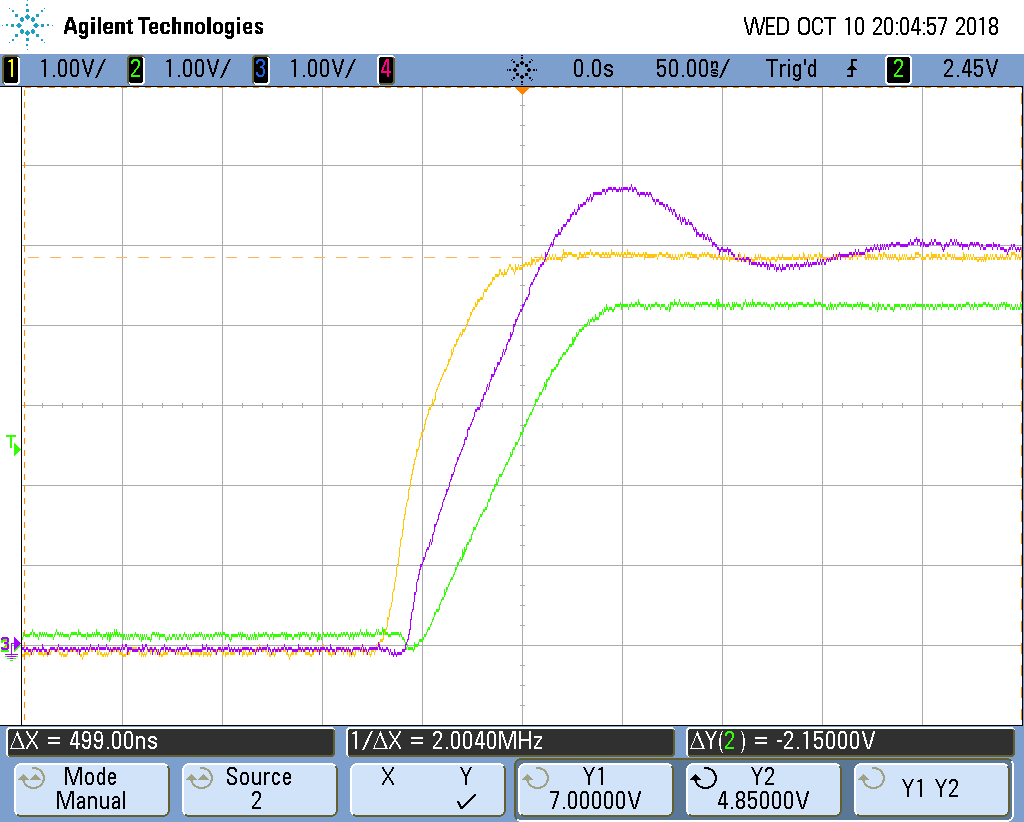 Agilent Technologies WED OCT 10 20:04:57 2018
1 1.00V/ 2 1.00V/ 3 1.00V/ 4 0.0s 50.00ns/ Trig'd 2 2.45V
T
3
ΔX = 499.00ns 1/ΔX = 2.0040MHz ΔY(2) = -2.15000V
Mode Source X Y Y1 Y2 Y1 Y2
Manual 2 7.00000V 4.85000V